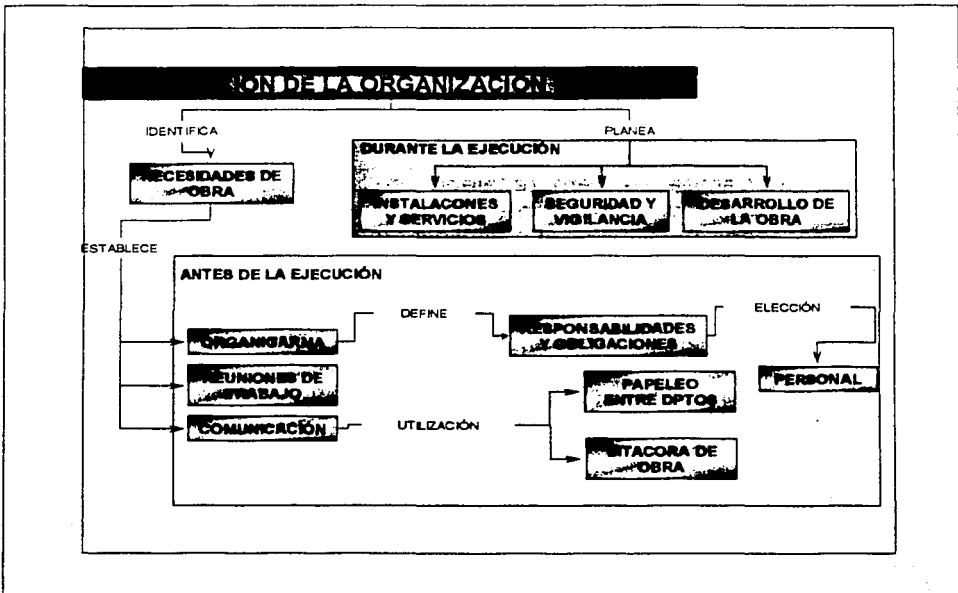 DE LA ORGANIZACION
IDENTIFICA
PLANEA
DURANTE LA EJECUCIÓN
NECESIDADES DE
OBRA
INSTALACONES
Y SERVICIOS
SEGURIDAD Y
VIGILANCIA
DESARROLLO DE
LA OBRA
ESTABLECE
ANTES DE LA EJECUCIÓN
DEFINE
ELECCIÓN
RESPONSABILIDADES
Y OBLIGACIONES
REUNIONES DE
TRABAJO
PERSONAL
PAPELEO
ENTRE DPTOS
COMUNICACIÓN
UTILIZACIÓN
BITACORA DE
OBRA